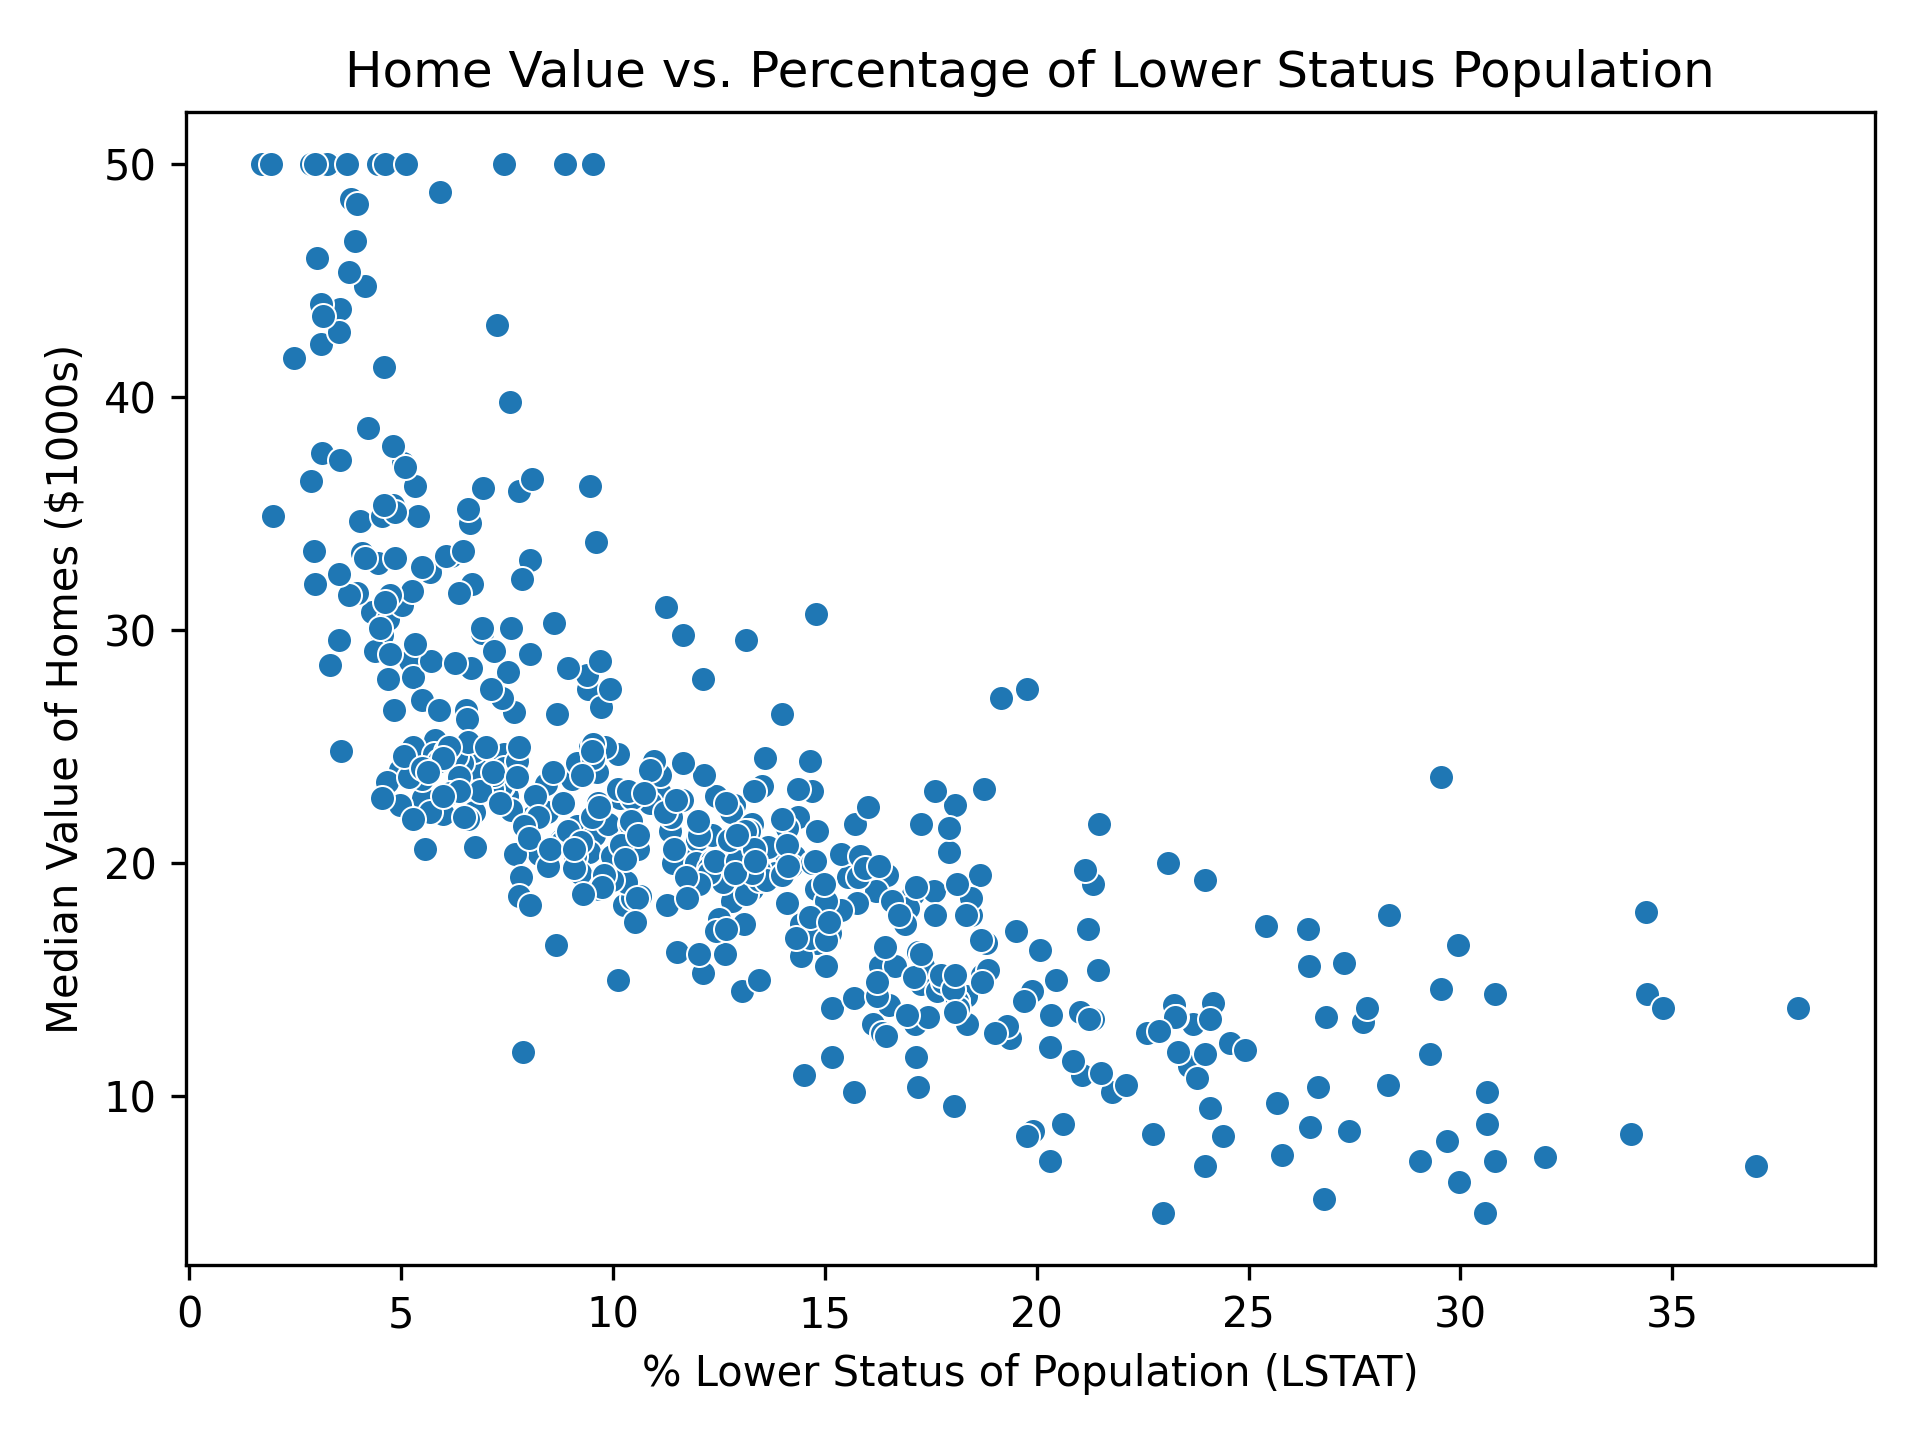 Home Value vs. Percentage of Lower Status Population
Median Value of Homes ($1000s)
50
40
30
20
10
0 5 10 15 20 25 30 35
% Lower Status of Population (LSTAT)